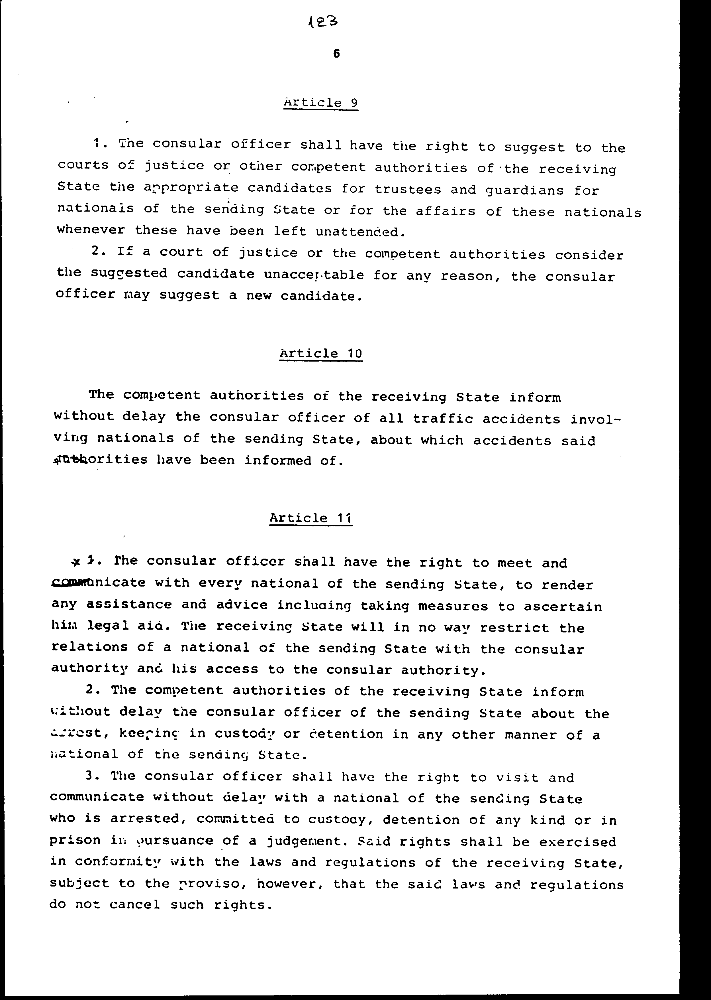 123
6
Article 9
1. The consular officer shall have the right to suggest to the
courts of justice or other competent authorities of the receiving
State the appropriate candidates for trustees and guardians for
nationals of the sending State or for the affairs of these nationals
whenever these have been left unattended.
2. If a court of justice or the competent authorities consider
the suggested candidate unacceptable for any reason, the consular
officer may suggest a new candidate.
Article 10
The competent authorities of the receiving State inform
without delay the consular officer of all traffic accidents invol-
ving nationals of the sending State, about which accidents said
authorities have been informed of.
Article 11
x 1. The consular officer shall have the right to meet and
communicate with every national of the sending State, to render
any assistance and advice including taking measures to ascertain
him legal aid. The receiving State will in no way restrict the
relations of a national of the sending State with the consular
authority and his access to the consular authority.
2. The competent authorities of the receiving State inform
without delay the consular officer of the sending State about the
arrest, keeping in custody or detention in any other manner of a
national of the sending State.
3. The consular officer shall have the right to visit and
communicate without delay with a national of the sending State
who is arrested, committed to custody, detention of any kind or in
prison in pursuance of a judgement. Said rights shall be exercised
in conformity with the laws and regulations of the receiving State,
subject to the proviso, however, that the said laws and regulations
do not cancel such rights.